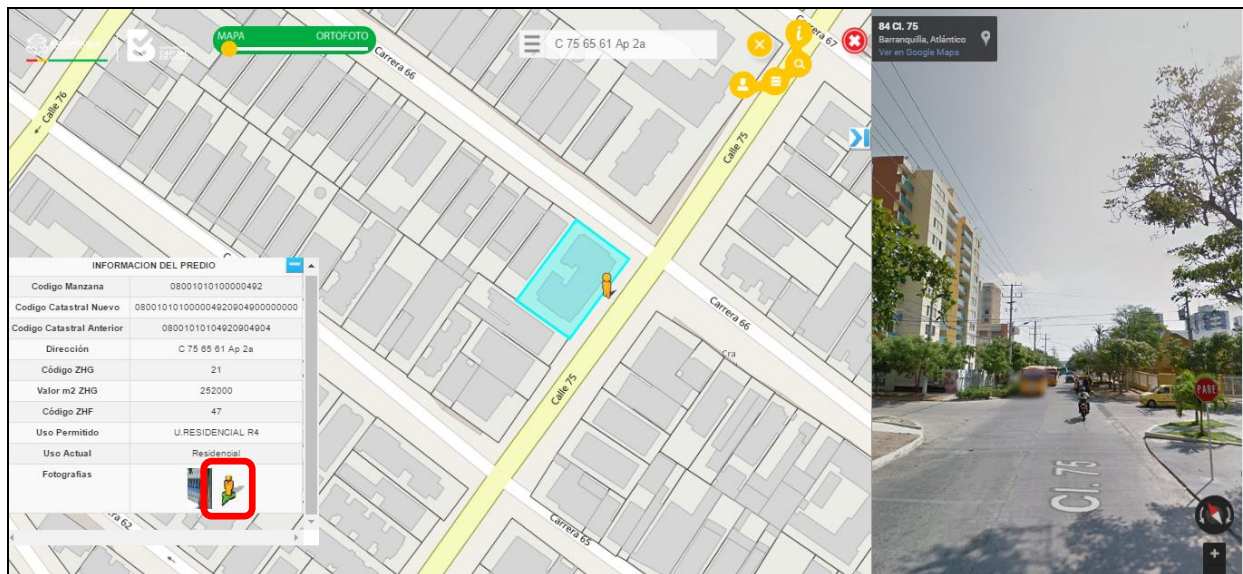 MAPA ORTOFOTO
C 75 65 61 Ap 2a
i
Carrera 67
Carrera 66
← Calle 76
Calle 75
Carrera 66
Cra
Calle 75
Carrera 65
ra 62
INFORMACION DEL PREDIO
Codigo Manzana 08001010100000492
Codigo Catastral Nuevo 080010101000004920904900000000
Codigo Catastral Anterior 08001010104920904904
Dirección C 75 65 61 Ap 2a
Código ZHG 21
Valor m2 ZHG 252000
Código ZHF 47
Uso Permitido U.RESIDENCIAL R4
Uso Actual Residencial
Fotografias
84 Cl. 75
Barranquilla, Atlántico
Ver en Google Maps
PARE
Cl. 75